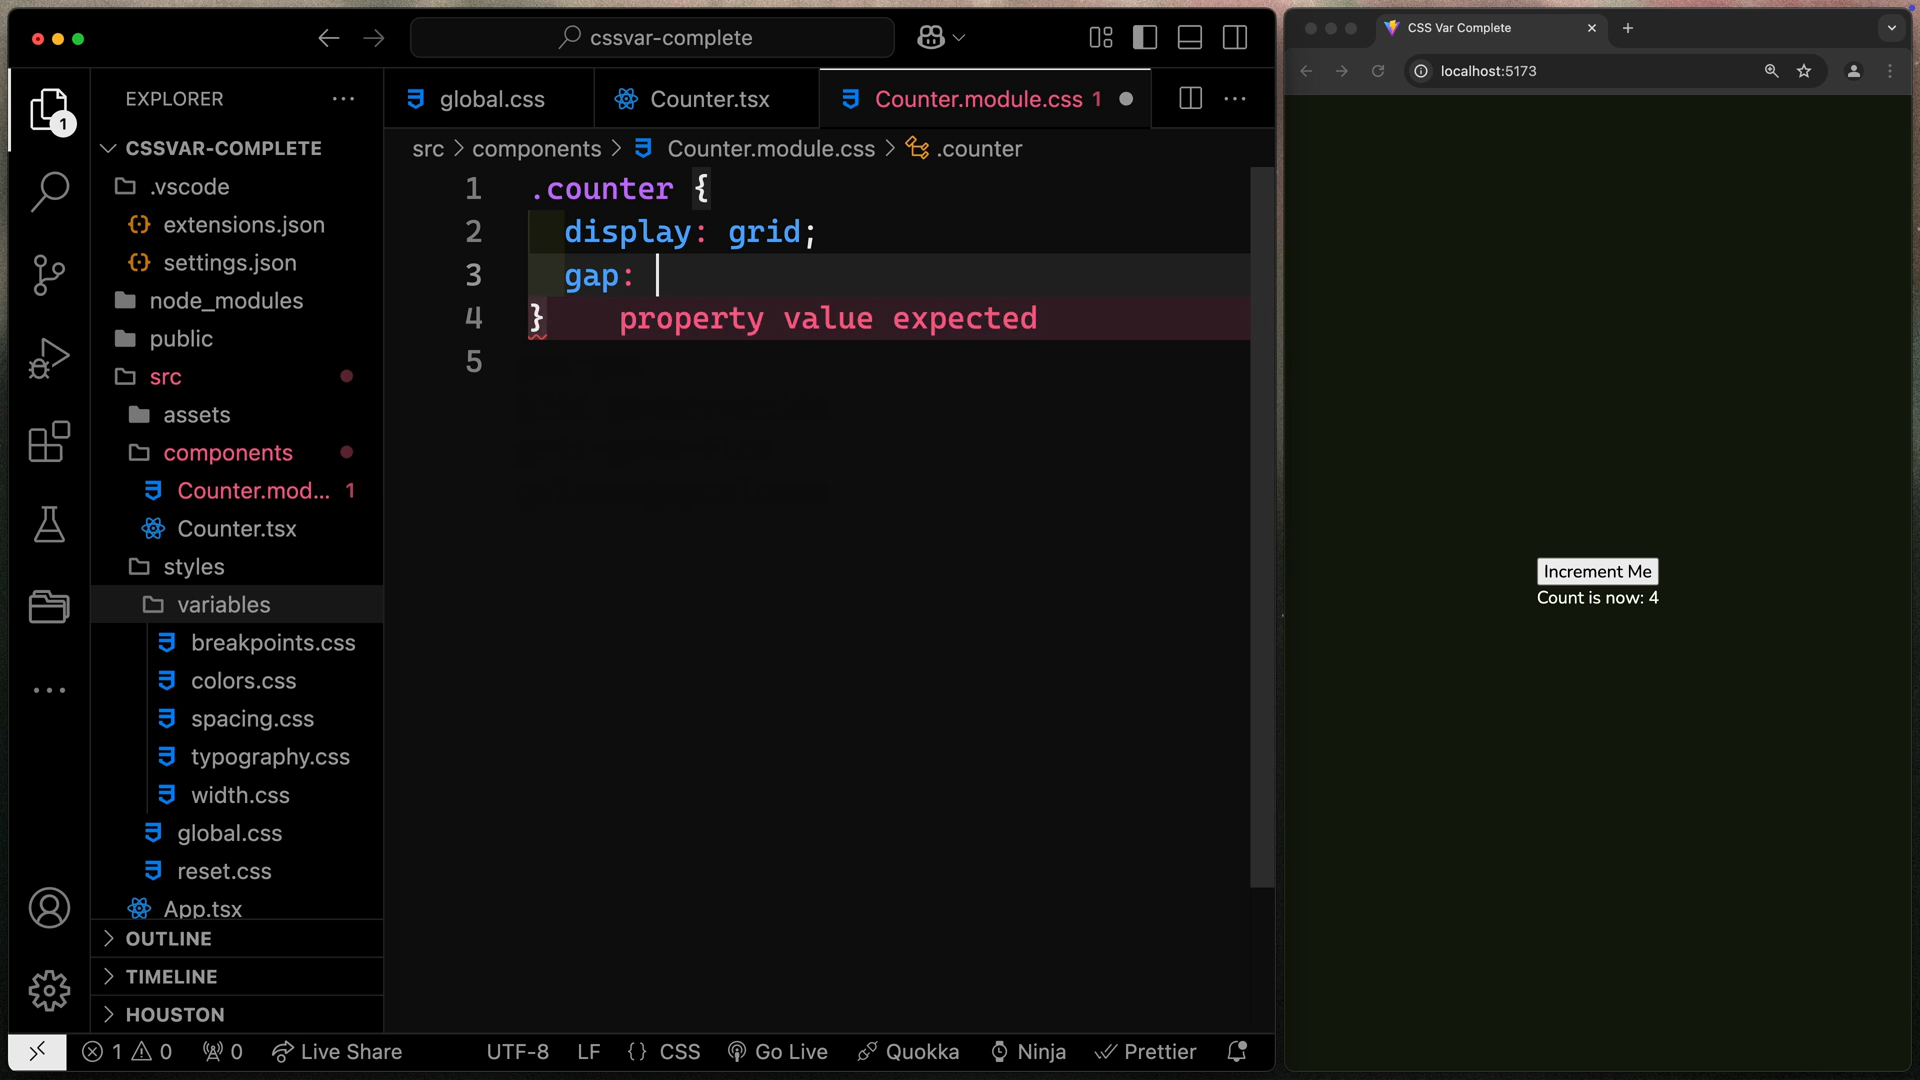 cssvar-complete
EXPLORER
CSSVAR-COMPLETE
.vscode
extensions.json
settings.json
node_modules
public
src
assets
components
Counter.mod... 1
Counter.tsx
styles
variables
breakpoints.css
colors.css
spacing.css
typography.css
width.css
global.css
reset.css
App.tsx
OUTLINE
TIMELINE
HOUSTON
1
global.css
Counter.tsx
Counter.module.css 1
src > components > Counter.module.css > .counter
1 .counter {
2 display: grid;
3 gap:
4 } property value expected
5
1 0 0 Live Share UTF-8 LF {} CSS Go Live Quokka Ninja Prettier
CSS Var Complete
localhost:5173
Increment Me
Count is now: 4